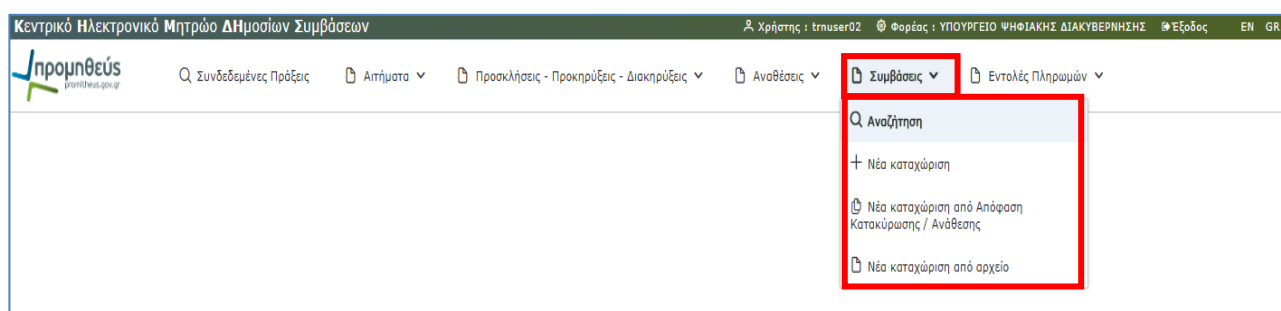 Κεντρικό Ηλεκτρονικό Μητρώο ΔΗμοσίων Συμβάσεων
Χρήστης : trnuser02 Φορέας : ΥΠΟΥΡΓΕΙΟ ΨΗΦΙΑΚΗΣ ΔΙΑΚΥΒΕΡΝΗΣΗΣ Έξοδος EN GR
προμηθεύς
promitheus.gov.gr
Συνδεδεμένες Πράξεις Αιτήματα Προσκλήσεις - Προκηρύξεις - Διακηρύξεις Αναθέσεις Συμβάσεις Εντολές Πληρωμών
Αναζήτηση
Νέα καταχώριση
Νέα καταχώριση από Απόφαση
Κατακύρωσης / Ανάθεσης
Νέα καταχώριση από αρχείο